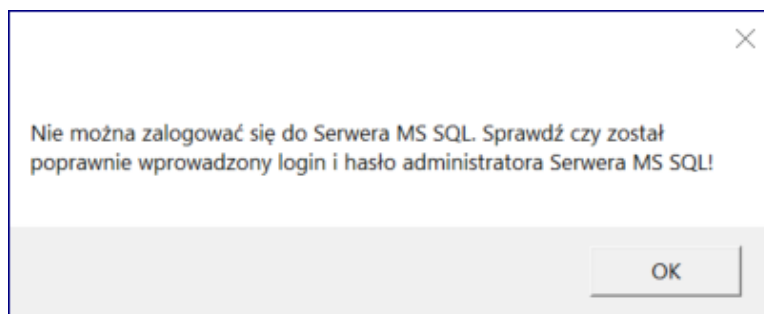 Nie można zalogować się do Serwera MS SQL. Sprawdź czy został
poprawnie wprowadzony login i hasło administratora Serwera MS SQL!
OK